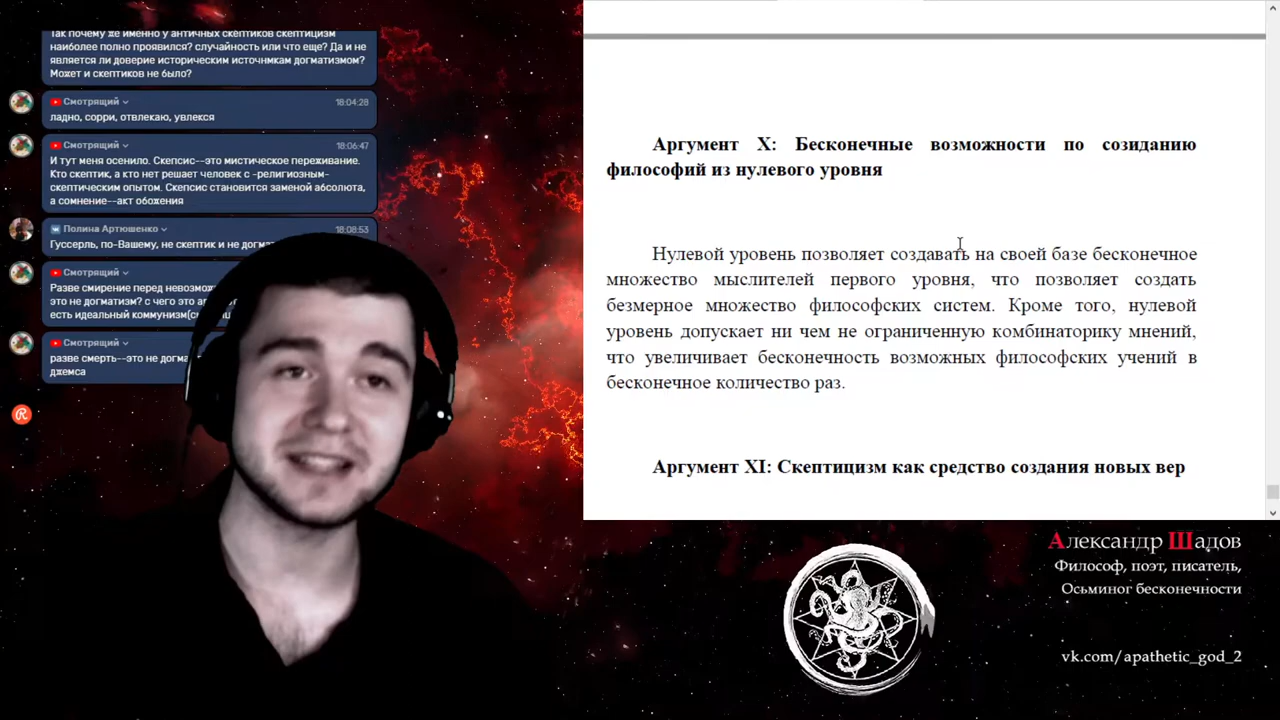 Так почему же именно у античных скептиков скептицизм
наиболее полно проявился? случайность или что еще? Да и не
является ли доверие историческим источнмкам догматизмом?
Может и скептиков не было?
Смотрящий
18:04:28
ладно, сорри, отвлекаю, увлекся
Смотрящий
18:06:47
И тут меня осенило. Скепсис--это мистическое переживание.
Кто скептик, а кто нет решает человек с -религиозным-
скептическим опытом. Скепсис становится заменой абсолюта,
а сомнение--акт обожения
Полина Артюшенко
18:08:53
Гуссерль, по-Вашему, не скептик и не
Смотрящий
Разве смирение перед
это не догматизм? с чего это
есть идеальный
Смотрящий
разве смерть--это не
джемса
Аргумент X: Бесконечные возможности по созиданию
философий из нулевого уровня
Нулевой уровень позволяет создавать на своей базе бесконечное
множество мыслителей первого уровня, что позволяет создать
безмерное множество философских систем. Кроме того, нулевой
уровень допускает ни чем не ограниченную комбинаторику мнений,
что увеличивает бесконечность возможных философских учений в
бесконечное количество раз.
Аргумент XI: Скептицизм как средство создания новых вер
Александр Шадов
Философ, поэт, писатель,
Осьминог бесконечности
vk.com/apathetic_god_2